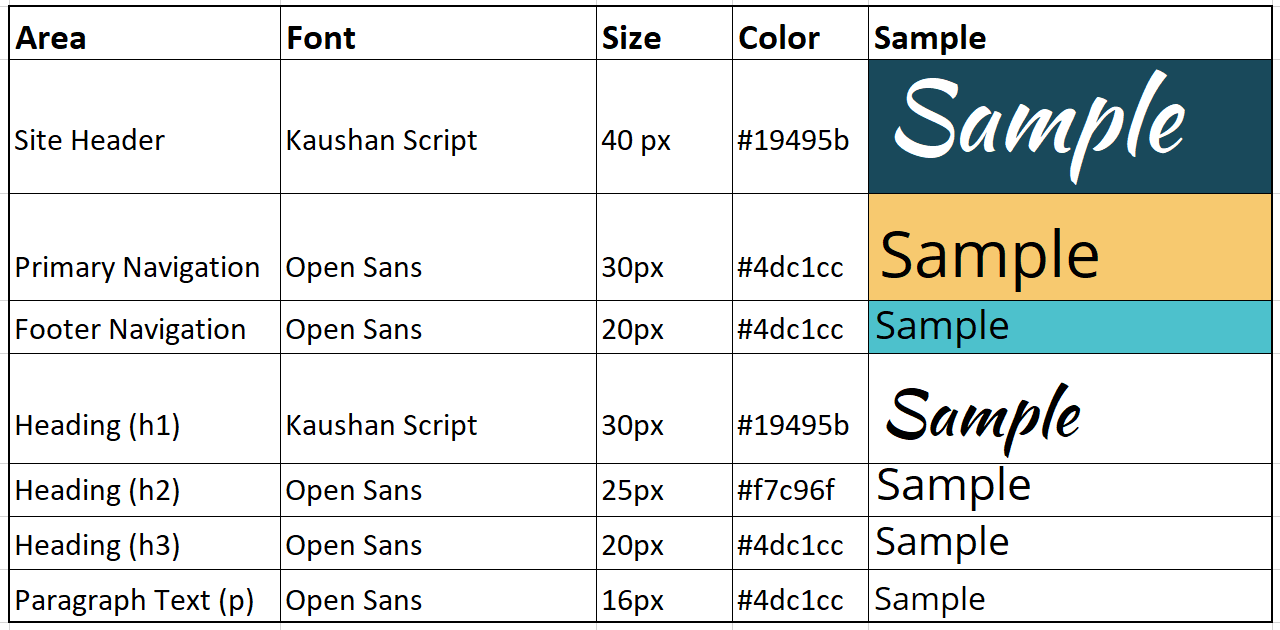 Area Font Size Color Sample
Site Header Kaushan Script 40 px #19495b Sample
Primary Navigation Open Sans 30px #4dc1cc Sample
Footer Navigation Open Sans 20px #4dc1cc Sample
Heading (h1) Kaushan Script 30px #19495b Sample
Heading (h2) Open Sans 25px #f7c96f Sample
Heading (h3) Open Sans 20px #4dc1cc Sample
Paragraph Text (p) Open Sans 16px #4dc1cc Sample